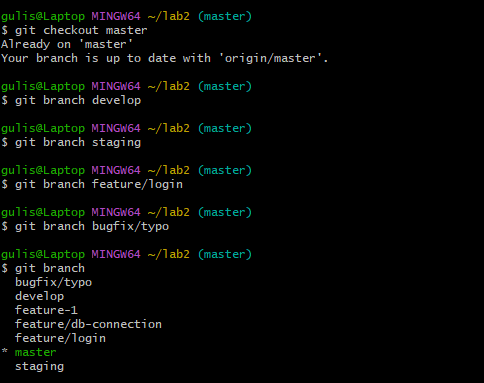 gulis@Laptop MINGW64 ~/lab2 (master)
$ git checkout master
Already on 'master'
Your branch is up to date with 'origin/master'.
gulis@Laptop MINGW64 ~/lab2 (master)
$ git branch develop
gulis@Laptop MINGW64 ~/lab2 (master)
$ git branch staging
gulis@Laptop MINGW64 ~/lab2 (master)
$ git branch feature/login
gulis@Laptop MINGW64 ~/lab2 (master)
$ git branch bugfix/typo
gulis@Laptop MINGW64 ~/lab2 (master)
$ git branch
bugfix/typo
develop
feature-1
feature/db-connection
feature/login
* master
staging